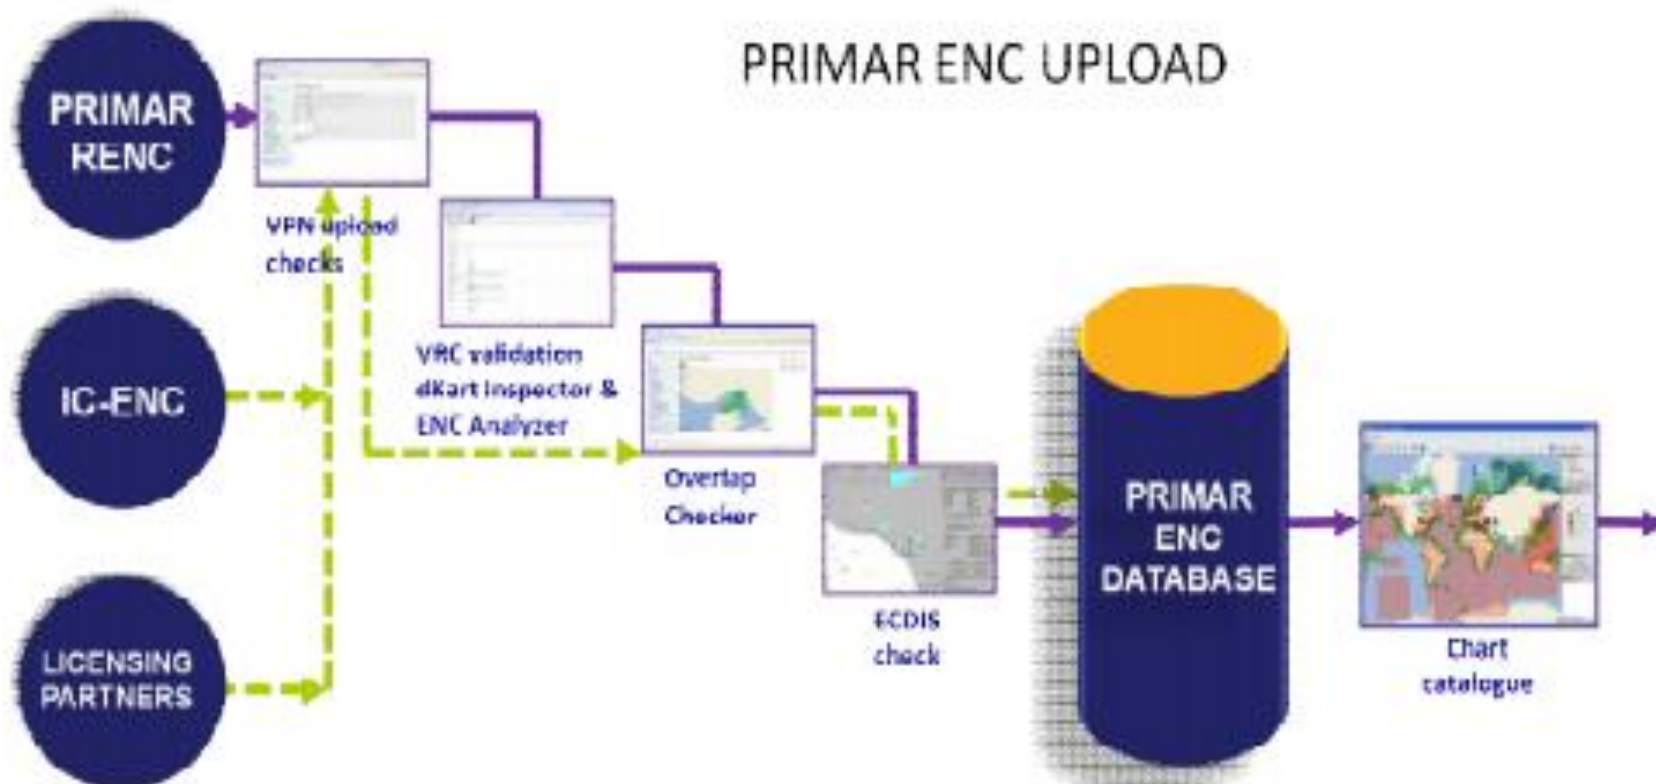 PRIMAR ENC UPLOAD
PRIMAR
RENC
VPN upload
checks
VRC validation
dKart Inspector &
ENC Analyzer
IC-ENC
Overlap
Checker
ECDIS
check
PRIMAR
ENC
DATABASE
LICENSING
PARTNERS
Chart
catalogue